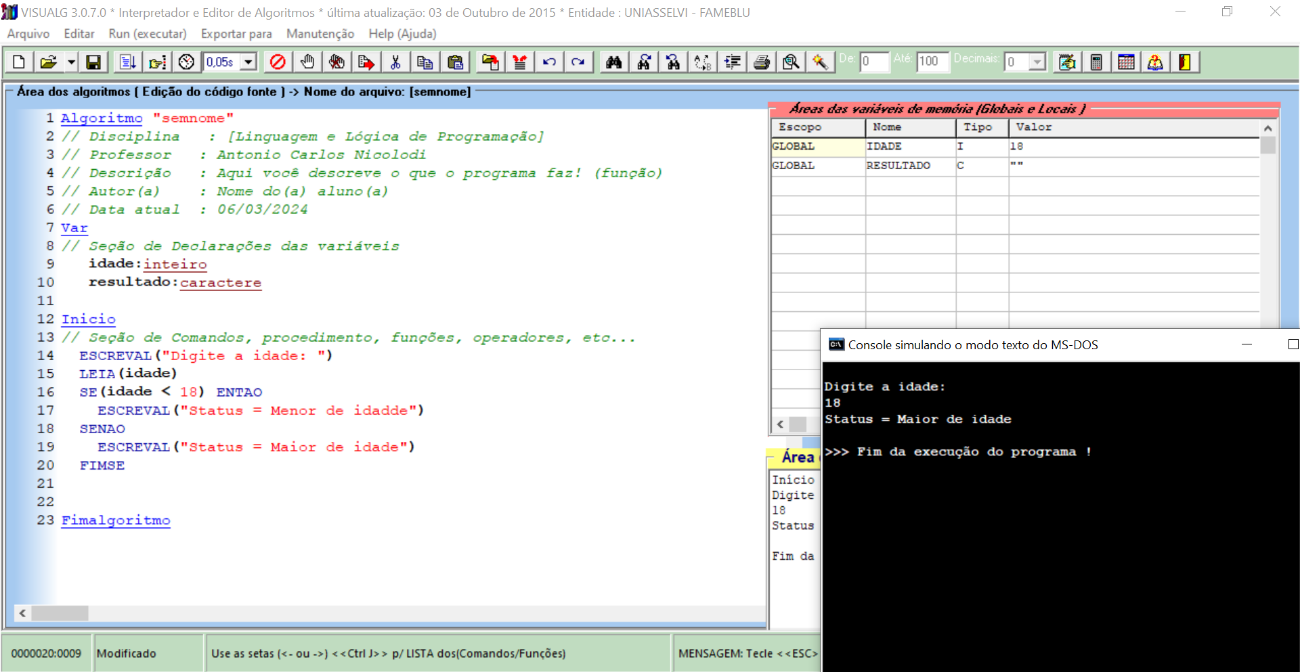 VISUALG 3.0.7.0 * Interpretador e Editor de Algoritmos * última atualização: 03 de Outubro de 2015 * Entidade : UNIASSELVI - FAMEBLU
Arquivo Editar Run (executar) Exportar para Manutenção Help (Ajuda)
0,05s De: 0 Até: 100 Decimais: 0
Área dos algoritmos ( Edição do código fonte ) -> Nome do arquivo: [semnome]
1 Algoritmo "semnome"
2 // Disciplina : [Linguagem e Lógica de Programação]
3 // Professor : Antonio Carlos Nicolodi
4 // Descrição : Aqui você descreve o que o programa faz! (função)
5 // Autor(a) : Nome do(a) aluno(a)
6 // Data atual : 06/03/2024
7 Var
8 // Seção de Declarações das variáveis
9 idade:inteiro
10 resultado:caractere
11
12 Inicio
13 // Seção de Comandos, procedimento, funções, operadores, etc...
14 ESCREVAL("Digite a idade: ")
15 LEIA(idade)
16 SE(idade < 18) ENTAO
17 ESCREVAL("Status = Menor de idadde")
18 SENAO
19 ESCREVAL("Status = Maior de idade")
20 FIMSE
21
22
23 Fimalgoritmo
Áreas das variáveis de memória (Globais e Locais )
Escopo Nome Tipo Valor
GLOBAL IDADE I 18
GLOBAL RESULTADO C ""
Console simulando o modo texto do MS-DOS
Digite a idade:
18
Status = Maior de idade
>>> Fim da execução do programa !
Área
Início
Digite
18
Status
Fim da
0000020:0009 Modificado Use as setas (<- ou ->) <<Ctrl J>> p/ LISTA dos(Comandos/Funções) MENSAGEM: Tecle <<ESC>